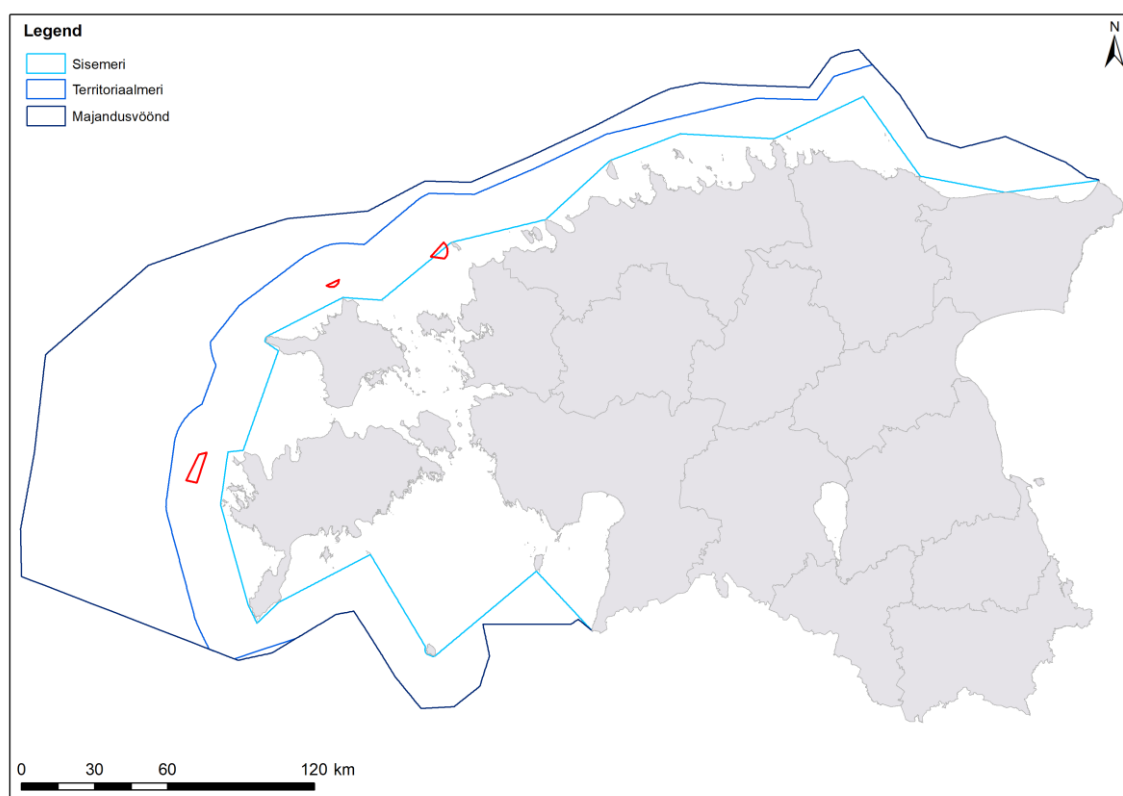 Legend
Sisemeri
Territoriaalmeri
Majandusvöönd
N
0 30 60 120 km